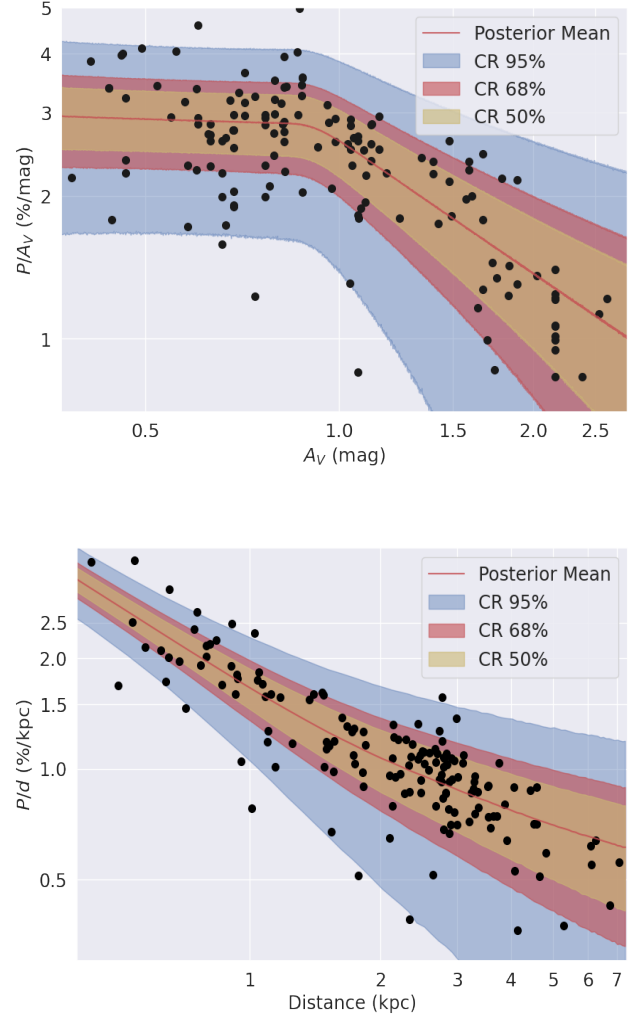 5
4
3
2
1
P/A_V (%/mag)
Posterior Mean
CR 95%
CR 68%
CR 50%
0.5 1.0 1.5 2.0 2.5
A_V (mag)
2.5
2.0
1.5
1.0
0.5
P/d (%/kpc)
Posterior Mean
CR 95%
CR 68%
CR 50%
1 2 3 4 5 6 7
Distance (kpc)